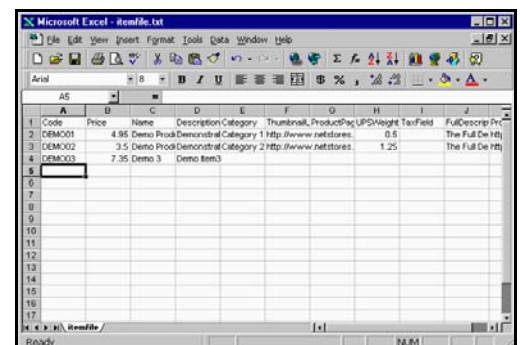 Microsoft Excel - itemfile.txt
File Edit View Insert Format Tools Data Window Help
Arial 8 B I U $ % ,
A5 =
A B C D E F G H I J
1 Code Price Name Description Category Thumbnail, ProductPag UPSWeight TaxField FullDescrip Pro
2 DEMO01 4.95 Demo Prod Demonstrat Category 1 http://www.netstores. 0.5 The Full De http
3 DEMO02 3.5 Demo Prod Demonstrat Category 2 http://www.netstores. 1.25 The Full De http
4 DEMO03 7.35 Demo 3 Demo Item3
5
6
7
8
9
10
11
12
13
14
15
16
17
itemfile
Ready NUM